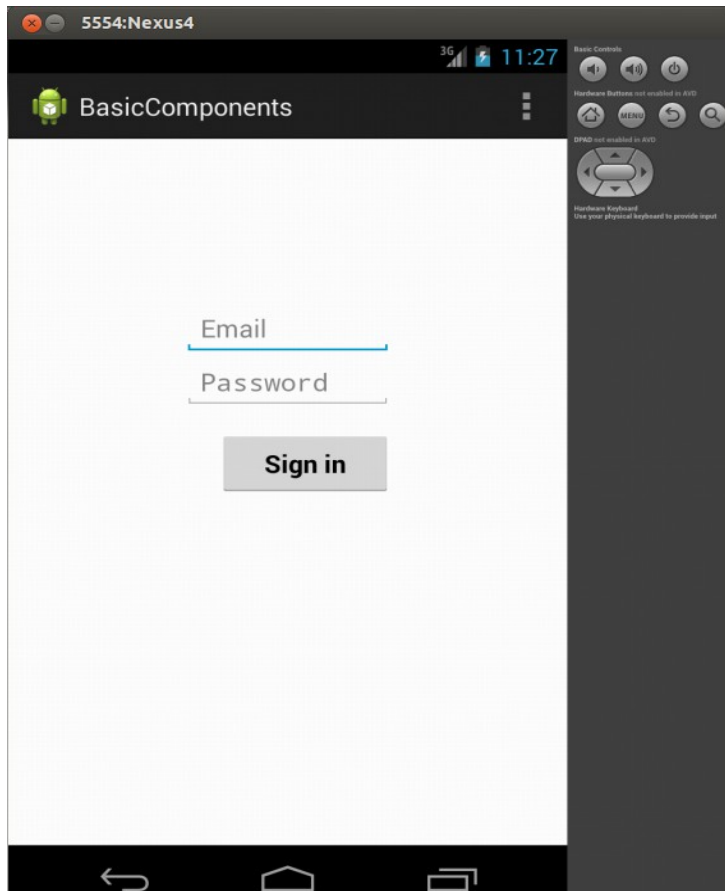 5554:Nexus4
3G 11:27
BasicComponents
Email
Password
Sign in
Basic Controls
Hardware Buttons not enabled in AVD
MENU
DPAD not enabled in AVD
Hardware Keyboard
Use your physical keyboard to provide input